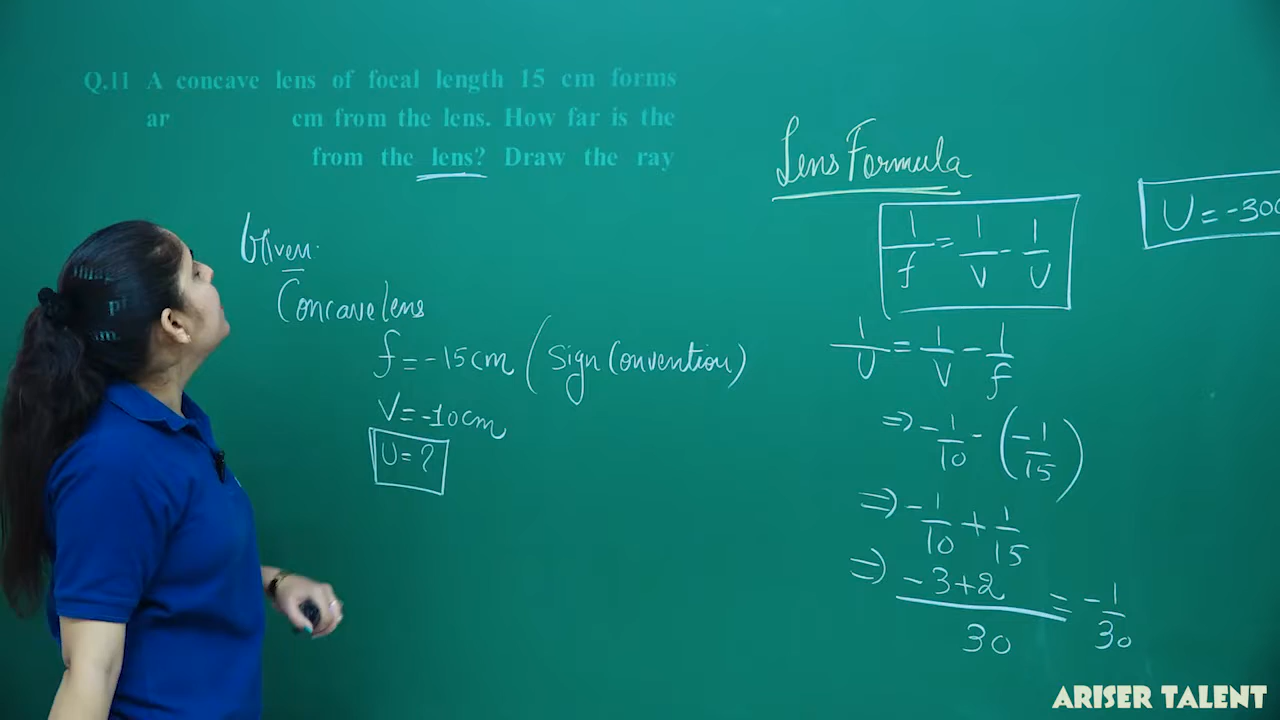 Q.11 A concave lens of focal length 15 cm forms
ar cm from the lens. How far is the
from the lens? Draw the ray
Lens Formula
1/f = 1/v - 1/u
U = -30
Given.
Concave lens
f = -15cm (Sign Convention)
V = -10cm
U = ?
1/U = 1/V - 1/f
⇒ -1/10 - (-1/15)
⇒ -1/10 + 1/15
⇒ -3+2/30 = -1/30
ARISER TALENT